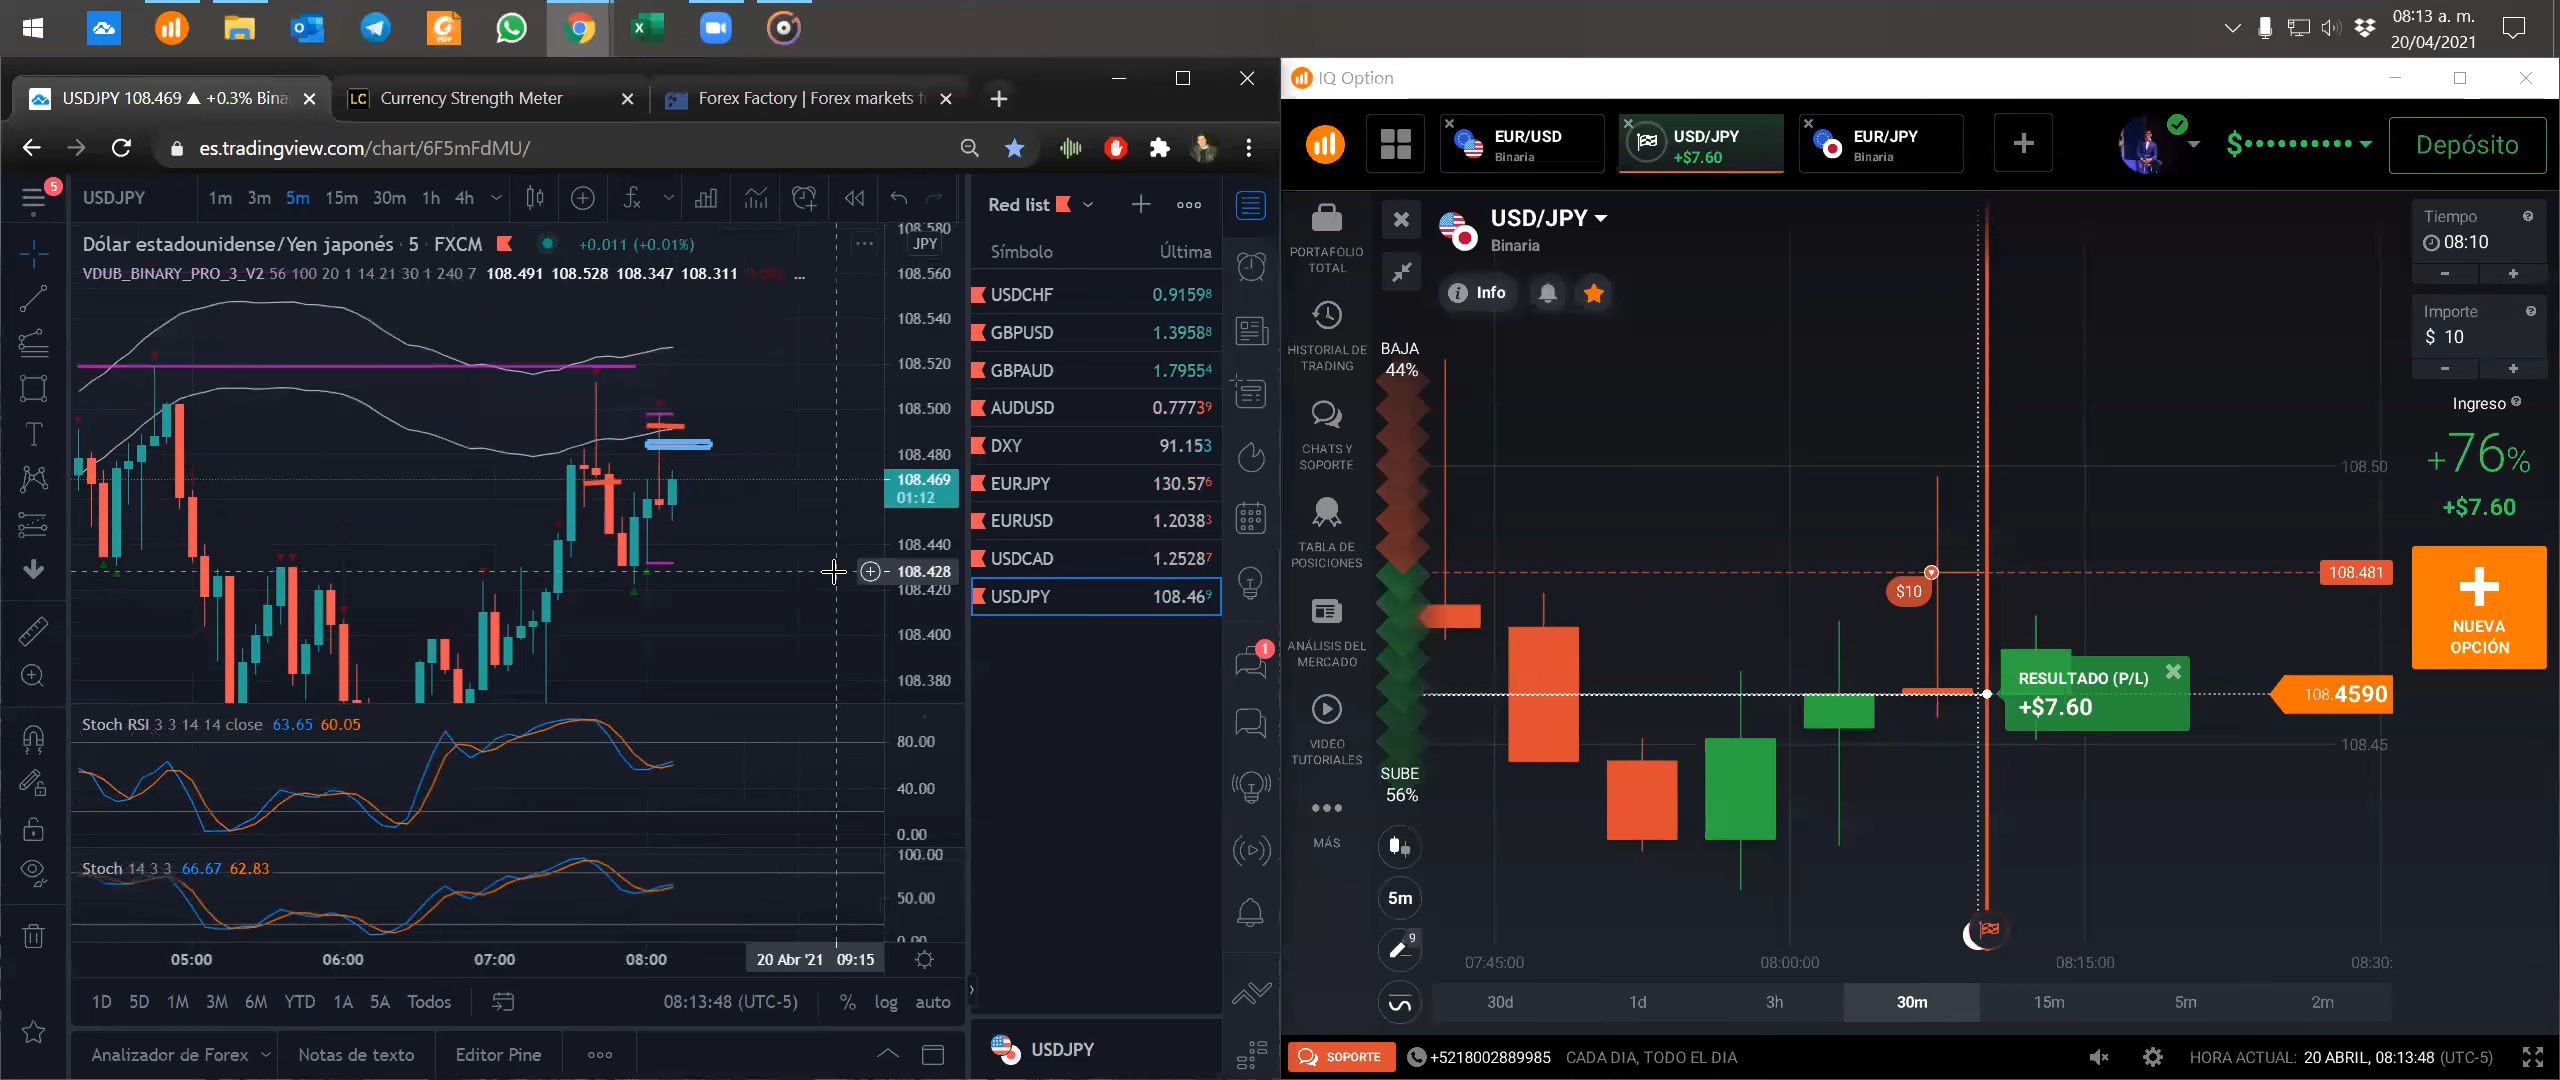 08:13 a. m.
20/04/2021
USDJPY 108.469 ▲ +0.3% Bina
Currency Strength Meter
Forex Factory | Forex markets f
es.tradingview.com/chart/6F5mFdMU/
IQ Option
EUR/USD
Binaria
USD/JPY
+$7.60
EUR/JPY
Binaria
$
Depósito
5
USDJPY
1m 3m 5m 15m 30m 1h 4h
Red list
Símbolo Última
USDCHF 0.91598
GBPUSD 1.39588
GBPAUD 1.79554
AUDUSD 0.77739
DXY 91.153
EURJPY 130.576
EURUSD 1.20383
USDCAD 1.25287
USDJPY 108.469
USDJPY
1
Dólar estadounidense/Yen japonés · 5 · FXCM
+0.011 (+0.01%)
JPY
VDUB_BINARY_PRO_3_V2 56 100 20 1 14 21 30 1 240 7 108.491 108.528 108.347 108.311
...
108.580
108.560
108.540
108.520
108.500
108.480
108.469
01:12
108.440
108.428
108.420
108.400
108.380
Stoch RSI 3 3 14 14 close 63.65 60.05
80.00
40.00
0.00
Stoch 14 3 3 66.67 62.83
100.00
50.00
0.00
05:00 06:00 07:00 08:00 20 Abr '21 09:15
1D 5D 1M 3M 6M YTD 1A 5A Todos
08:13:48 (UTC-5)
% log auto
Analizador de Forex
Notas de texto
Editor Pine
PORTAFOLIO
TOTAL
HISTORIAL DE
TRADING
CHATS Y
SOPORTE
TABLA DE
POSICIONES
ANÁLISIS DEL
MERCADO
VIDEO
TUTORIALES
MÁS
USD/JPY
Binaria
Info
BAJA
44%
SUBE
56%
5m
9
108.50
108.481
$10
RESULTADO (P/L)
+$7.60
108.4590
108.45
07:45:00 08:00:00 08:15:00 08:30:
30d 1d 3h 30m 15m 5m 2m
Tiempo
08:10
- +
Importe
$ 10
- +
Ingreso
+76%
+$7.60
NUEVA
OPCIÓN
SOPORTE
+5218002889985 CADA DIA, TODO EL DIA
HORA ACTUAL: 20 ABRIL, 08:13:48 (UTC-5)